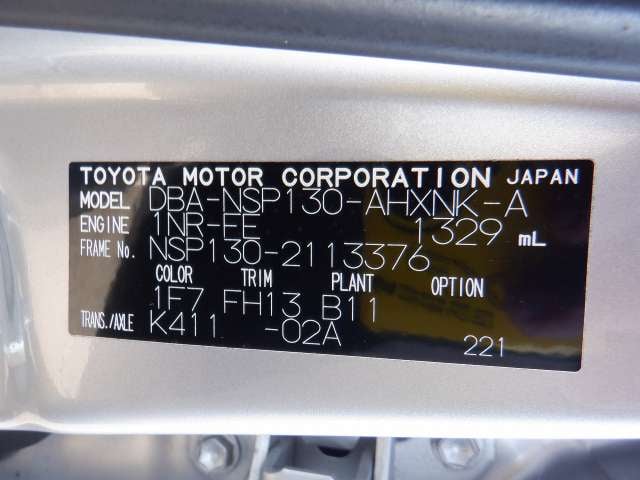 TOYOTA MOTOR CORPORATION JAPAN
MODEL DBA-NSP130-AHXNK-A
ENGINE 1NR-EE 1329 mL
FRAME No. NSP130-2113376
COLOR TRIM PLANT OPTION
1F7 FH13 B11
TRANS./AXLE K411 -02A
221